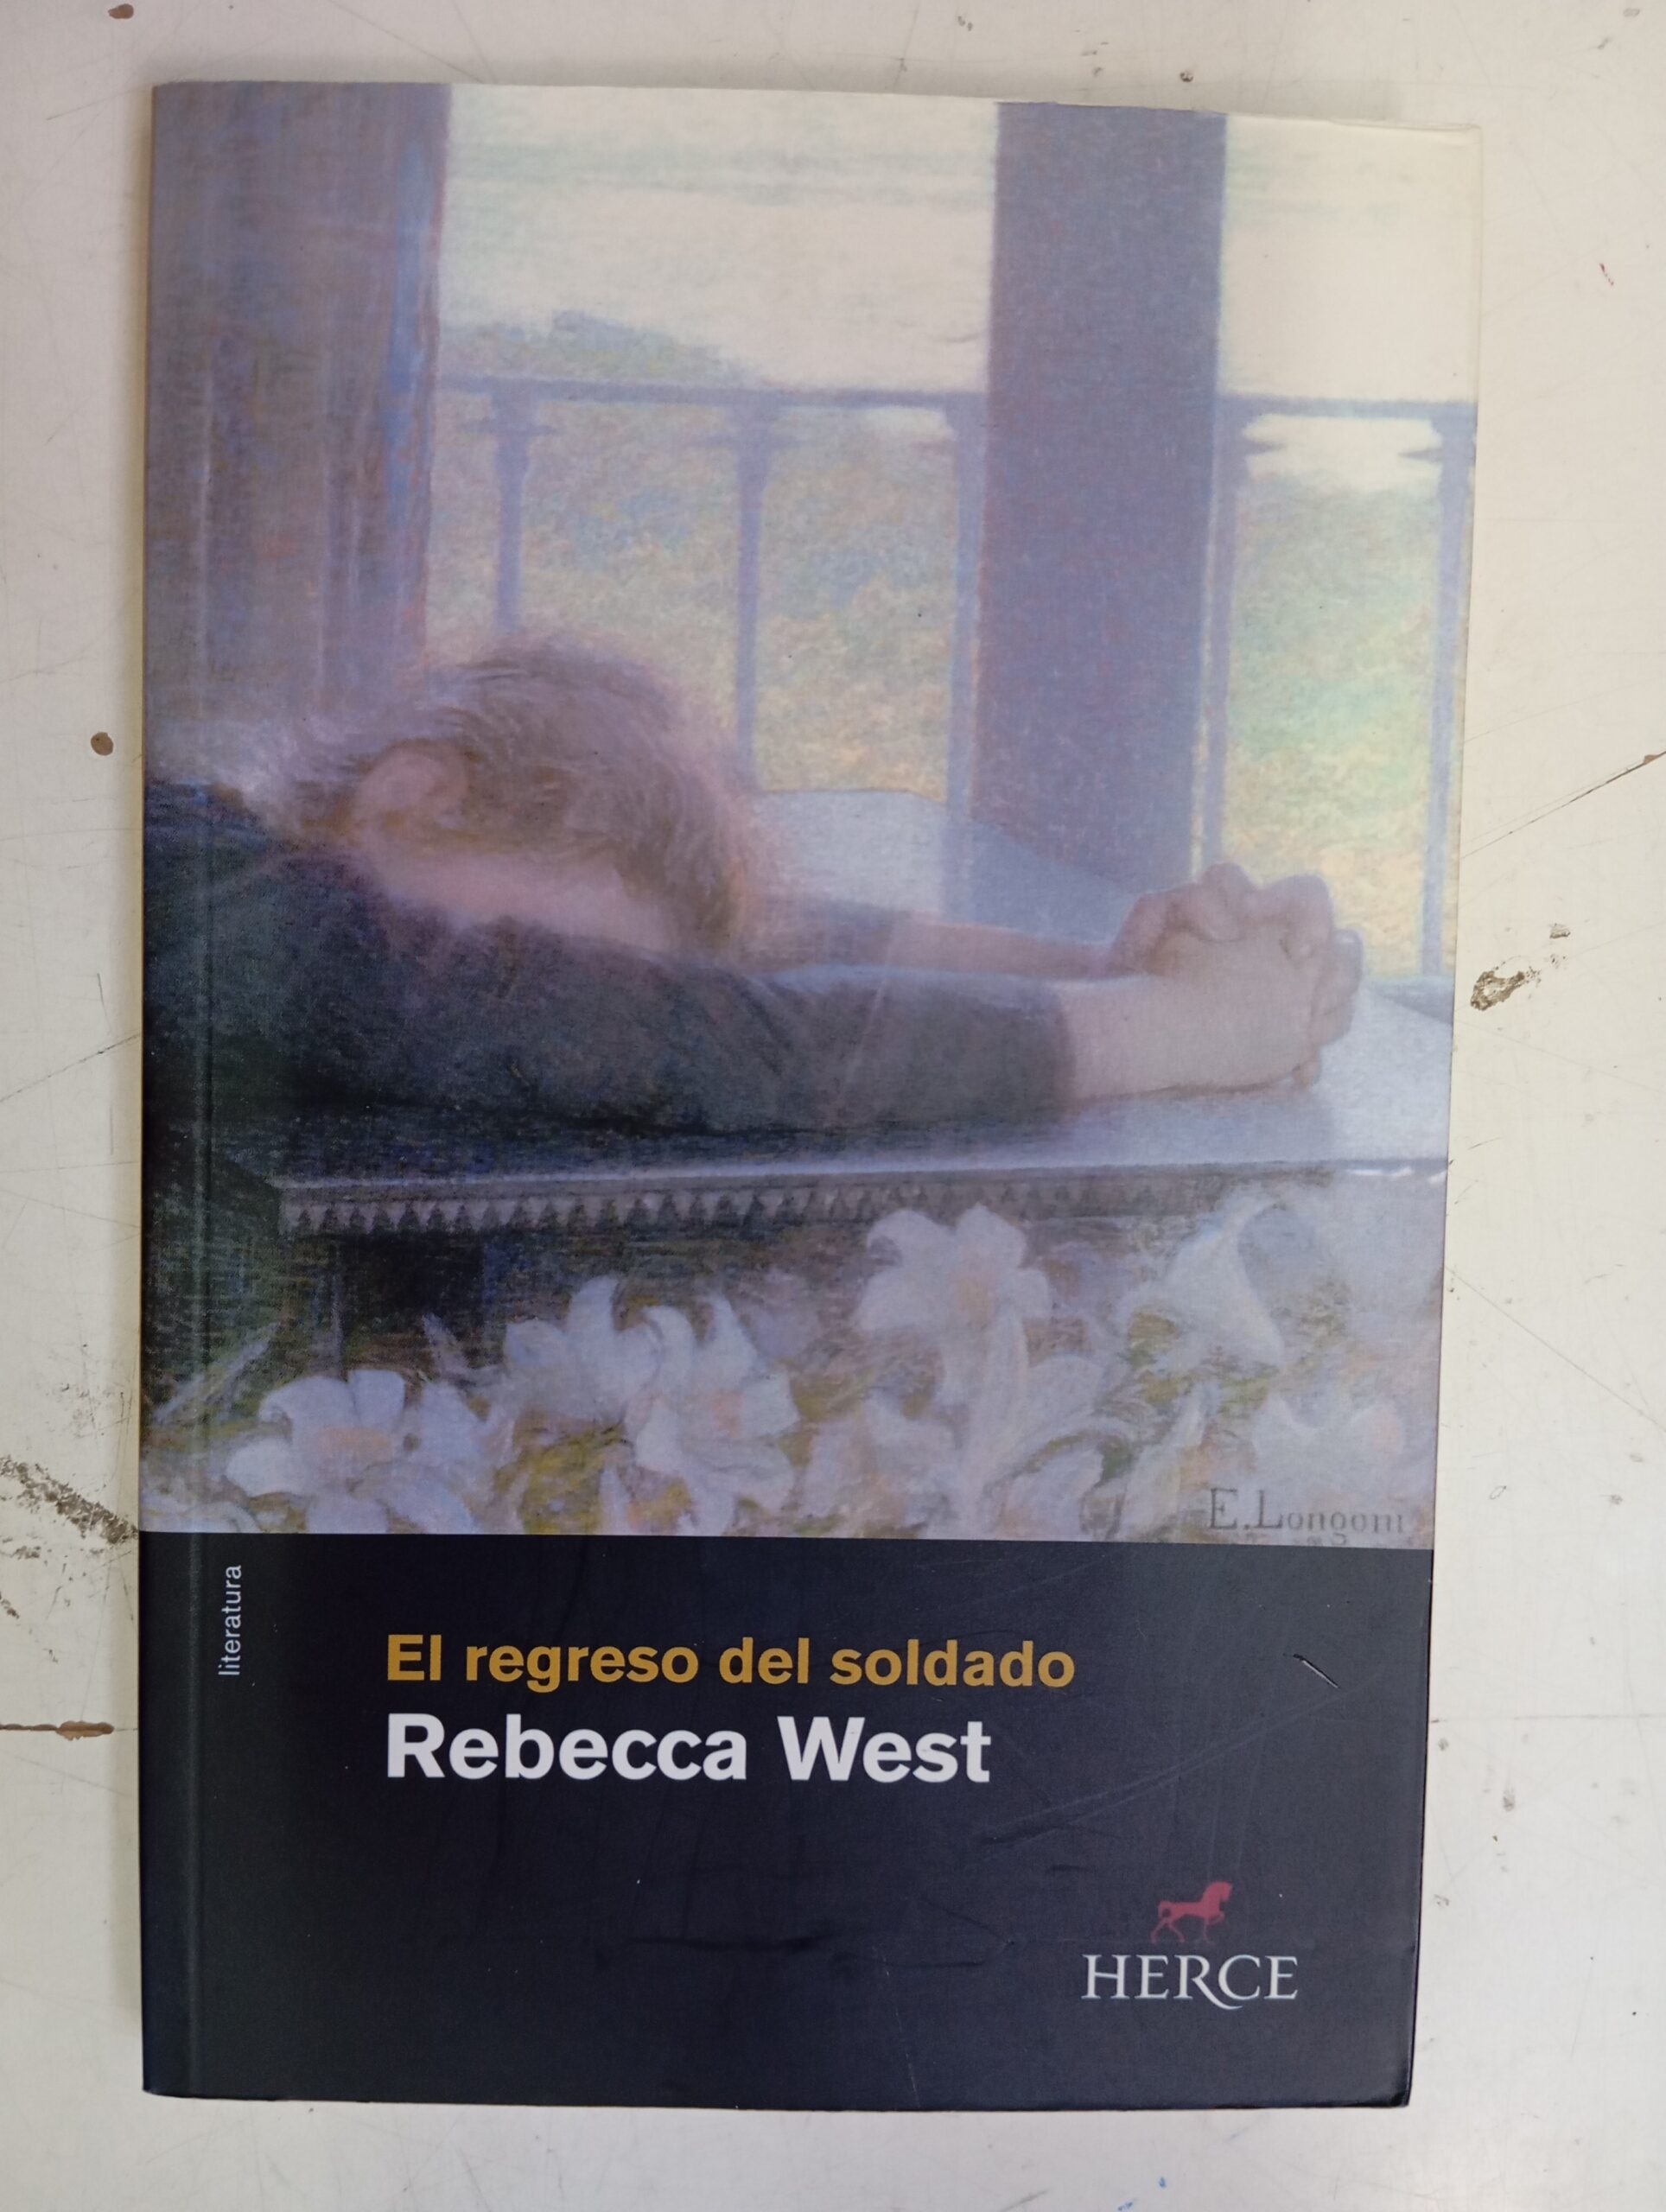 E. Longoni
literatura
El regreso del soldado
Rebecca West
HERCE